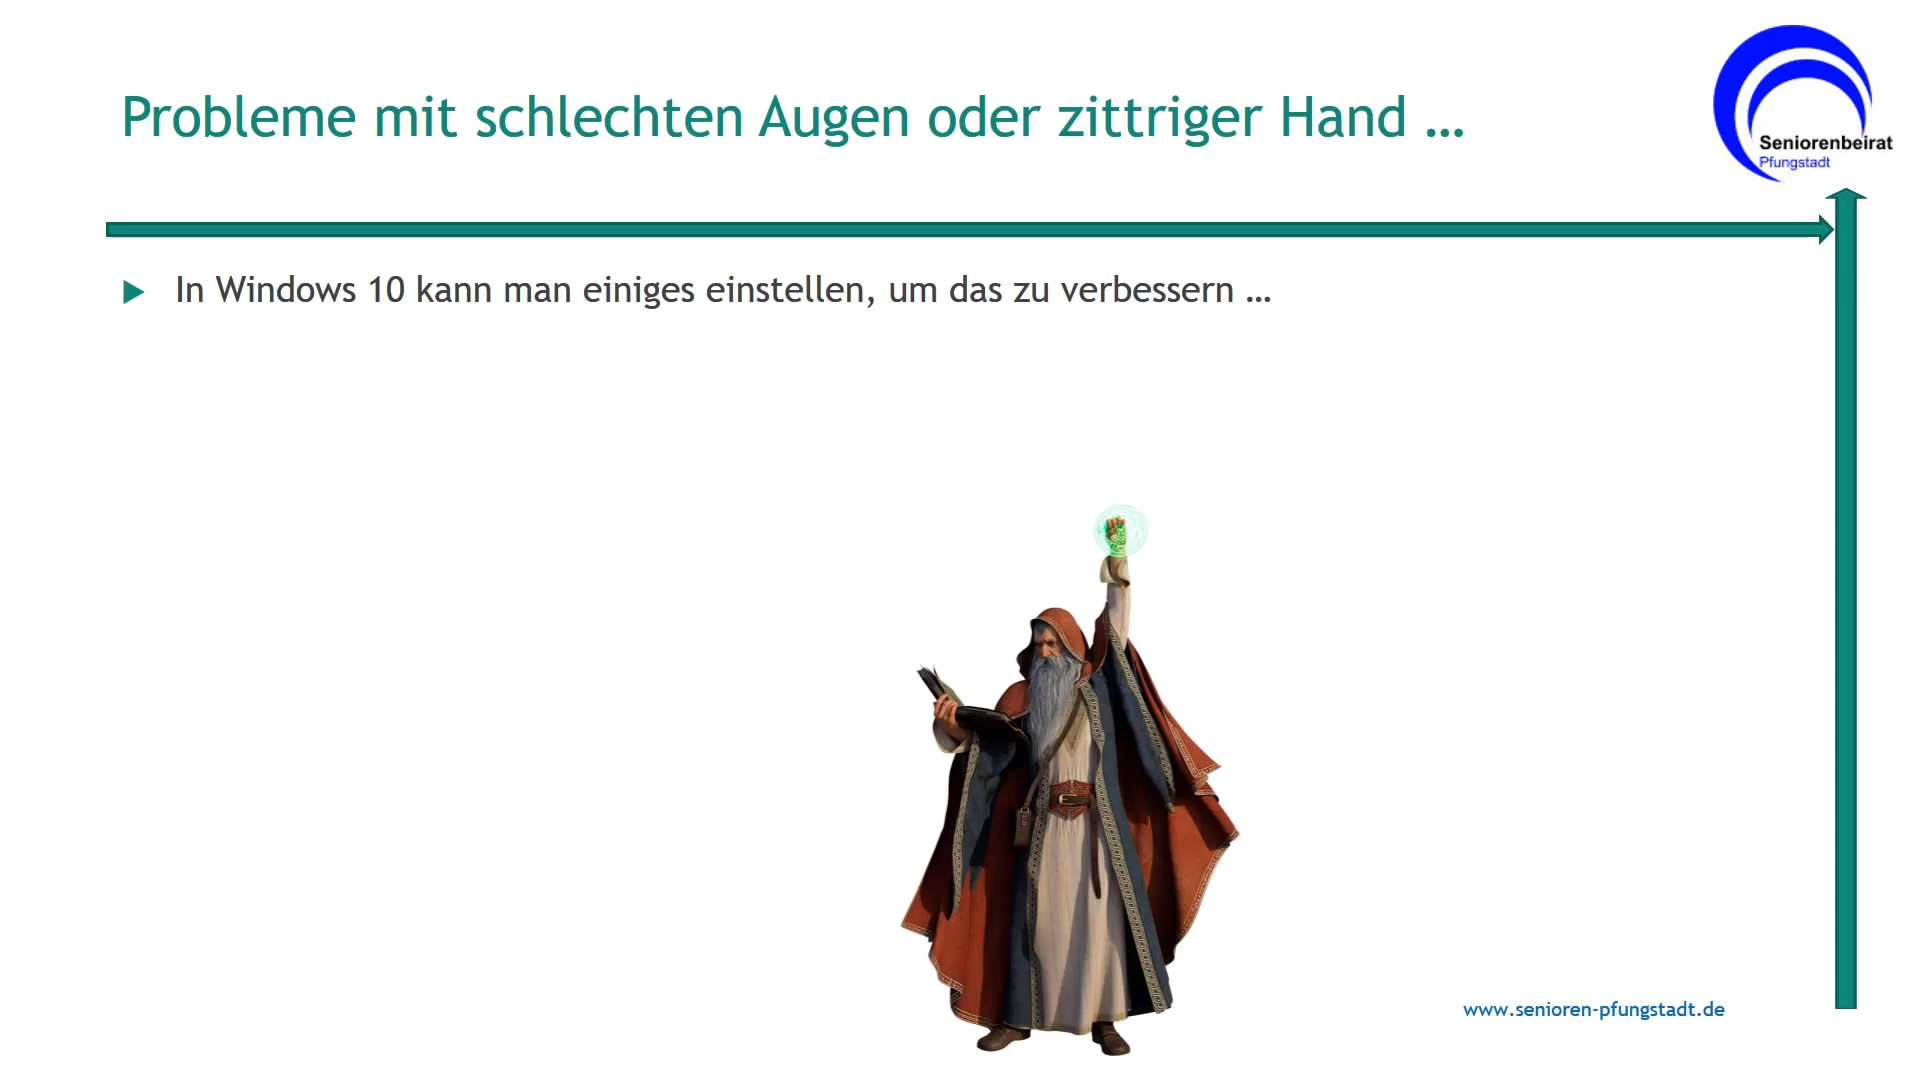 Probleme mit schlechten Augen oder zittriger Hand …
Seniorenbeirat
Pfungstadt
In Windows 10 kann man einiges einstellen, um das zu verbessern …
www.senioren-pfungstadt.de